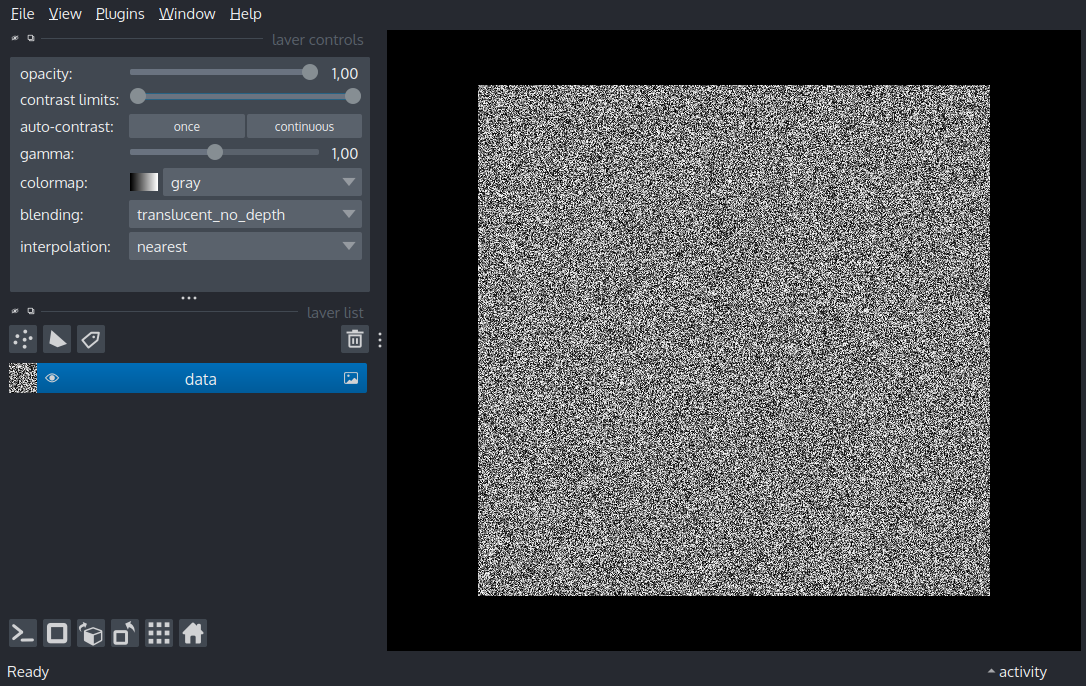 File View Plugins Window Help
layer controls
opacity: 1,00
contrast limits:
auto-contrast: once continuous
gamma: 1,00
colormap: gray
blending: translucent_no_depth
interpolation: nearest
layer list
data
Ready
activity